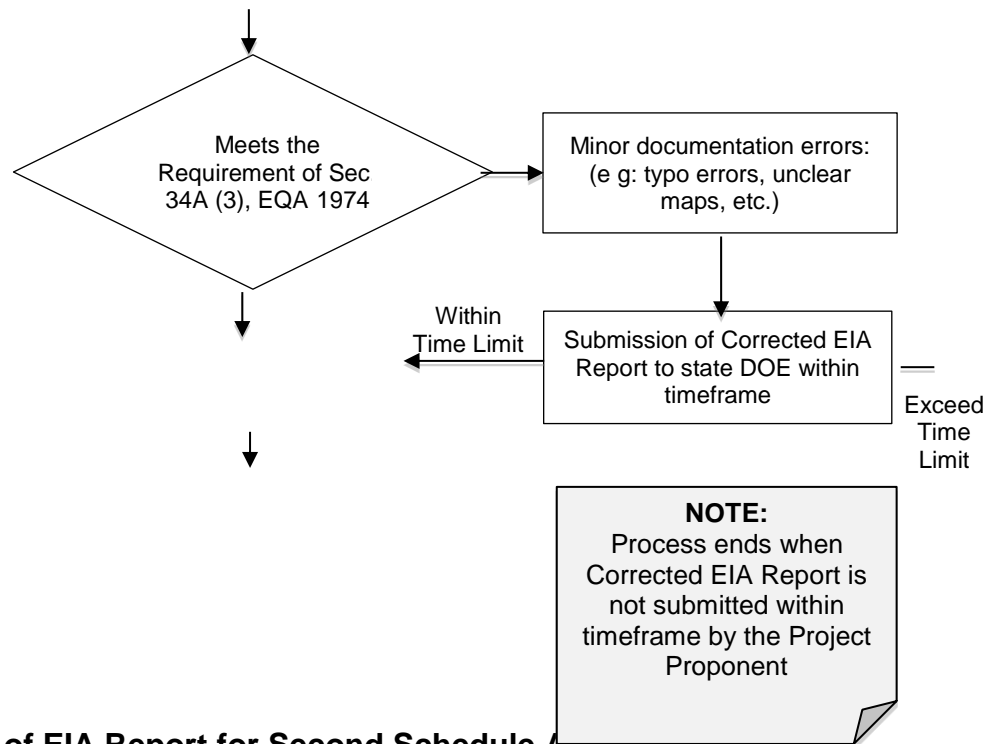 Meets the
Requirement of Sec
34A (3), EQA 1974
Minor documentation errors:
(e g: typo errors, unclear
maps, etc.)
Within
Time Limit
Submission of Corrected EIA
Report to state DOE within
timeframe
Exceed
Time
Limit
NOTE:
Process ends when
Corrected EIA Report is
not submitted within
timeframe by the Project
Proponent
of EIA Report for Second Schedule